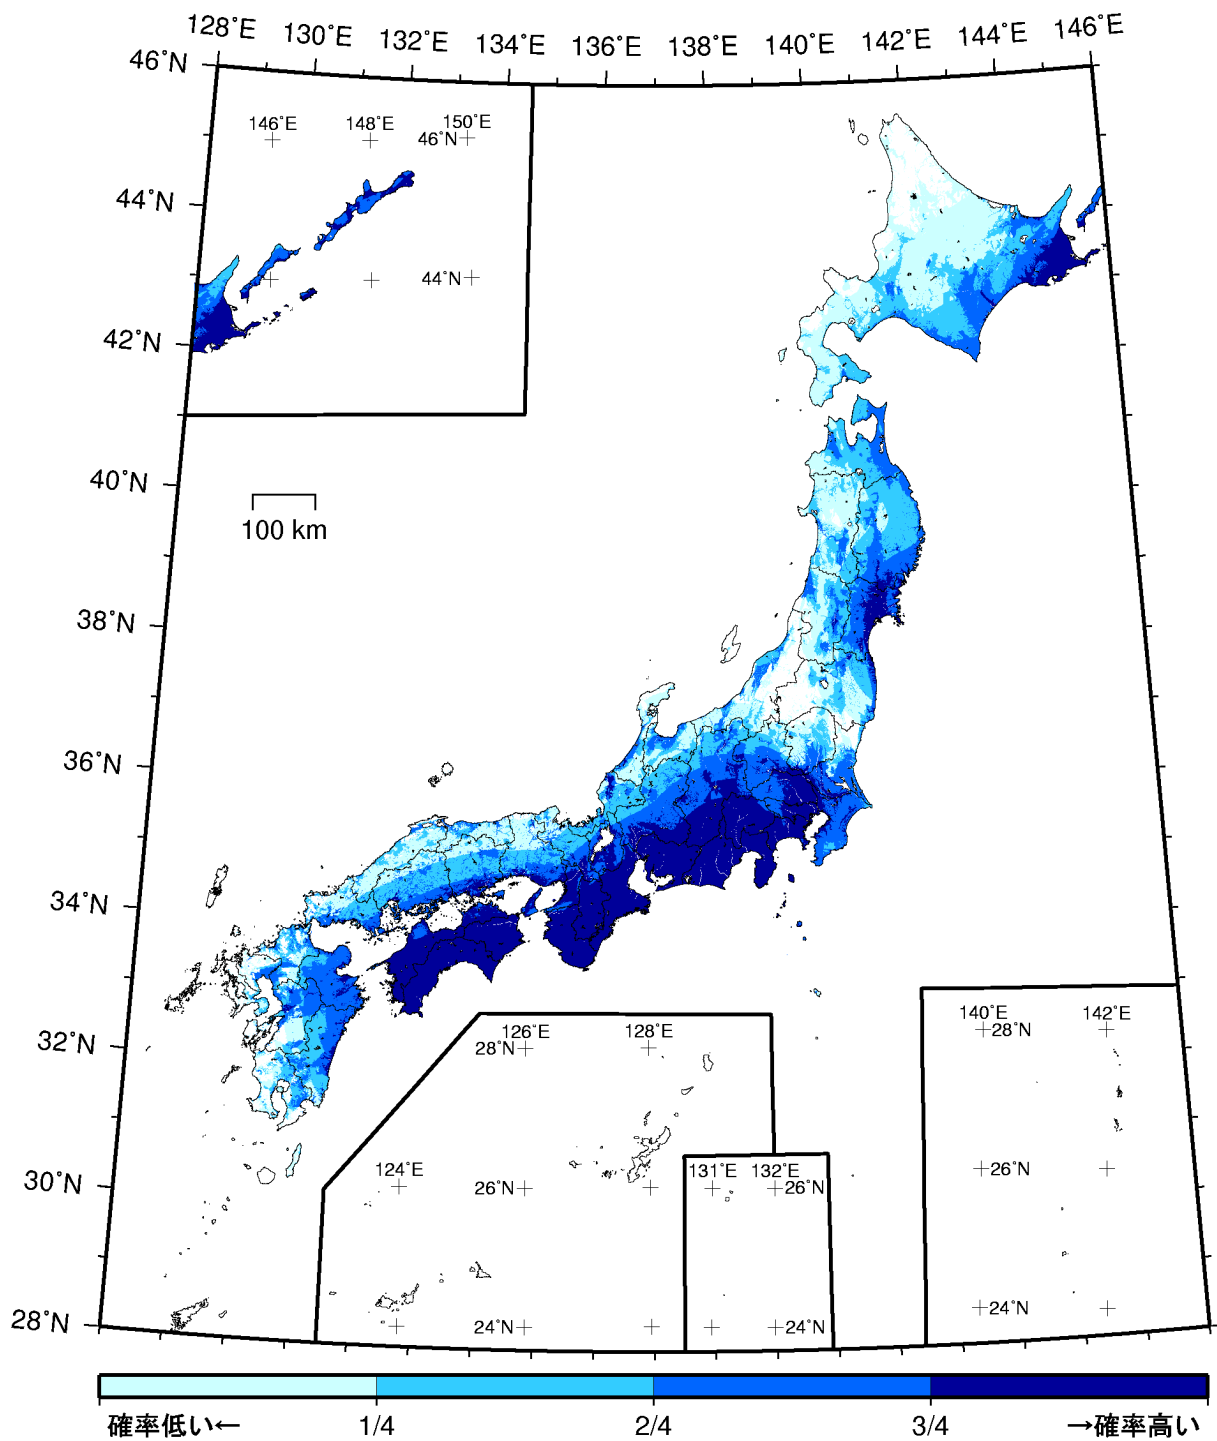 128˚E 130˚E 132˚E 134˚E 136˚E 138˚E 140˚E 142˚E 144˚E 146˚E
46˚N
146˚E 148˚E 150˚E
46˚N
44˚N
44˚N
42˚N
40˚N
100 km
38˚N
36˚N
34˚N
32˚N
140˚E 142˚E
28˚N
126˚E 128˚E
28˚N
30˚N
124˚E
26˚N
131˚E 132˚E
26˚N
26˚N
28˚N
24˚N
24˚N
24˚N
確率低い← 1/4 2/4 3/4 →確率高い